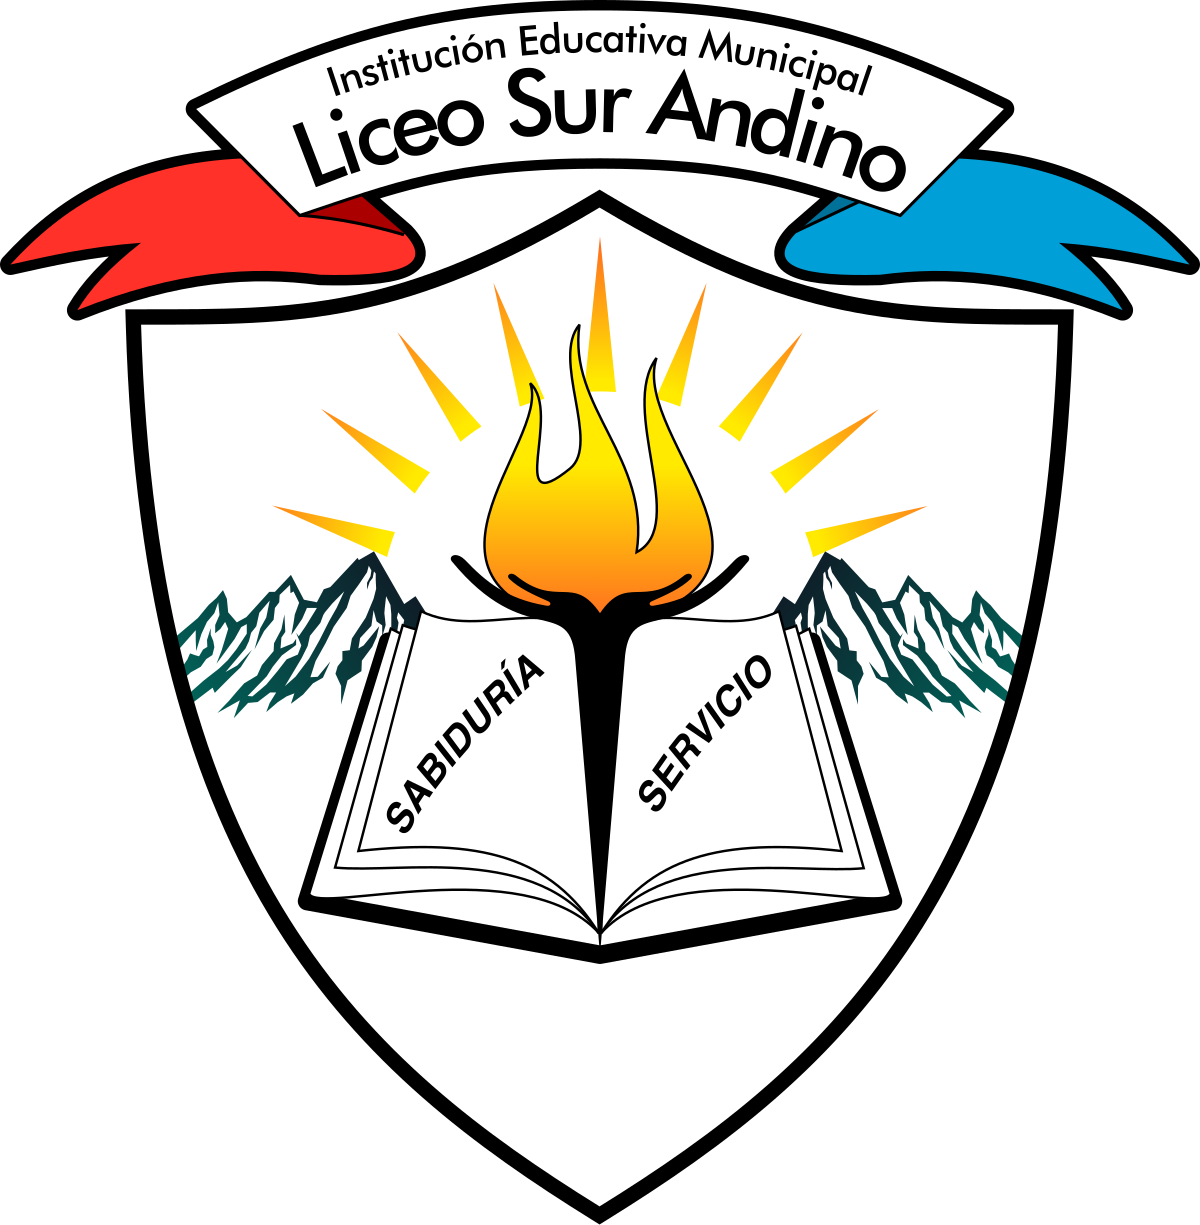 Institución Educativa Municipal
Liceo Sur Andino
SABIDURÍA
SERVICIO